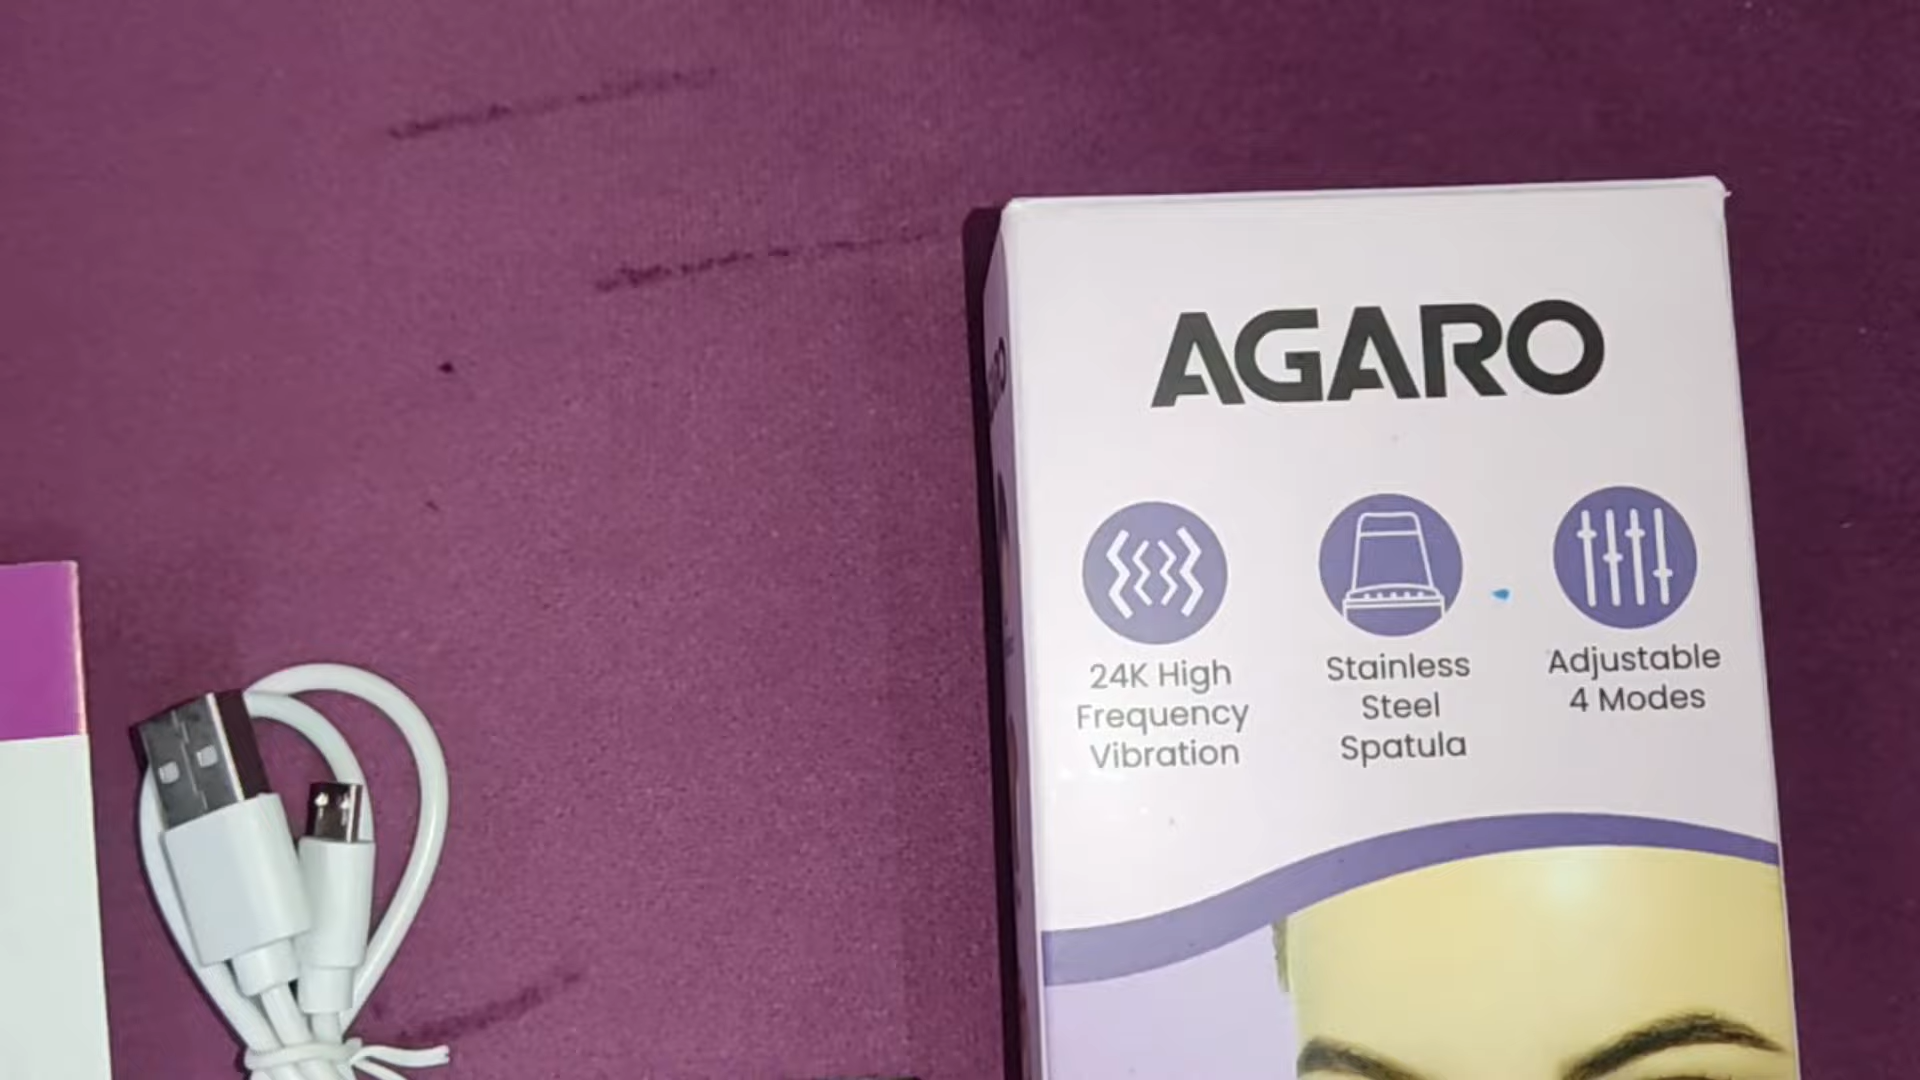 AGARO
24K High
Frequency
Vibration
Stainless
Steel
Spatula
Adjustable
4 Modes